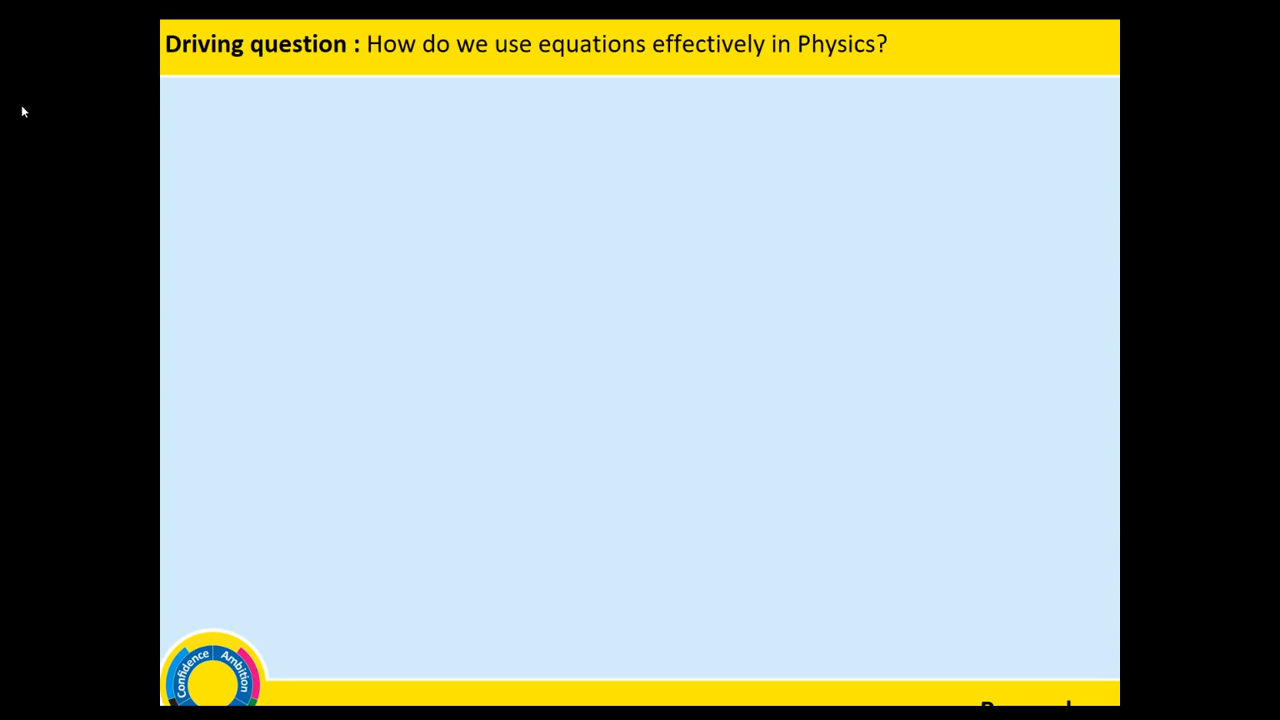 Driving question : How do we use equations effectively in Physics?
Confidence
Ambition